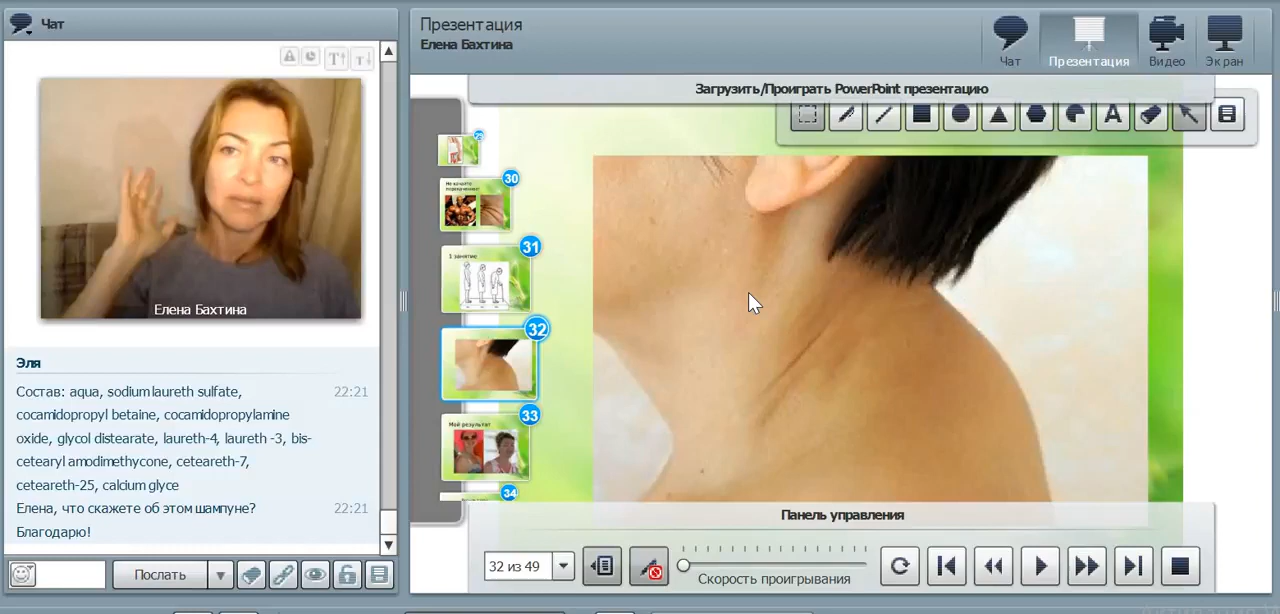 Чат
Елена Бахтина
Эля
Состав: aqua, sodium laureth sulfate, 22:21
cocamidopropyl betaine, cocamidopropylamine
oxide, glycol distearate, laureth-4, laureth -3, bis-
cetearyl amodimethycone, ceteareth-7,
ceteareth-25, calcium glyce
Елена, что скажете об этом шампуне? 22:21
Благодарю!
Послать
Презентация
Елена Бахтина
Чат
Презентация
Видео
Экран
Загрузить/Проиграть PowerPoint презентацию
29
30
31
1 занятие
32
33
Мой результат
34
Панель управления
32 из 49
Скорость проигрывания